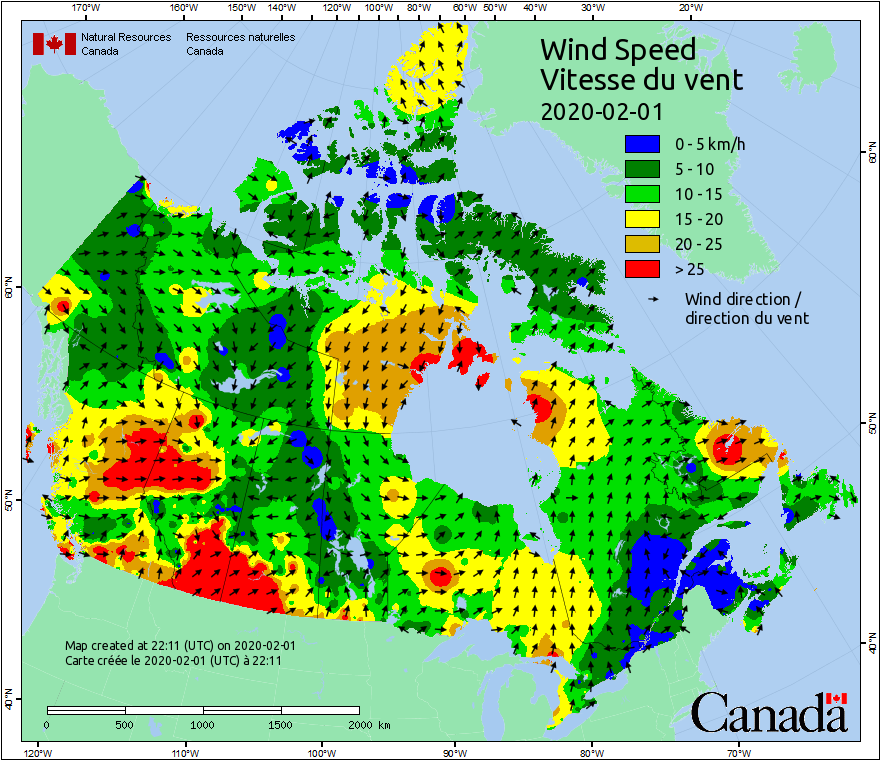 170°W 160°W 150°W 140°W 130°W 120°W 110°W 100°W 90°W 80°W 70°W 60°W 50°W 40°W 30°W 20°W
Natural Resources Ressources naturelles
Canada Canada
Wind Speed
Vitesse du vent
2020-02-01
0 - 5 km/h
5 - 10
10 - 15
15 - 20
20 - 25
> 25
Wind direction /
direction du vent
60°N
60°N
50°N
50°N
40°N
40°N
Map created at 22:11 (UTC) on 2020-02-01
Carte créée le 2020-02-01 (UTC) à 22:11
0 500 1000 1500 2000 km
Canada
120°W 110°W 100°W 90°W 80°W 70°W